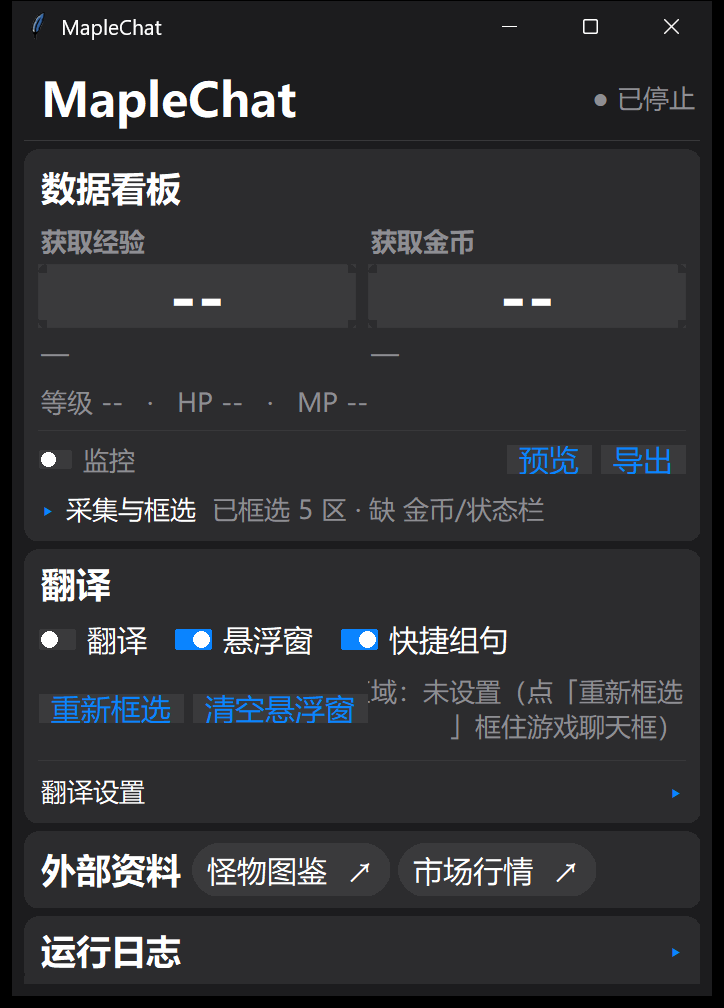 MapleChat
MapleChat
● 已停止
数据看板
获取经验 获取金币
-- --
— —
等级 -- · HP -- · MP --
监控 预览 导出
▸ 采集与框选 已框选 5 区 · 缺 金币/状态栏
翻译
翻译 悬浮窗 快捷组句
重新框选 清空悬浮窗
域：未设置（点「重新框选
」框住游戏聊天框）
翻译设置 ▸
外部资料 怪物图鉴 ↗ 市场行情 ↗
运行日志 ▸